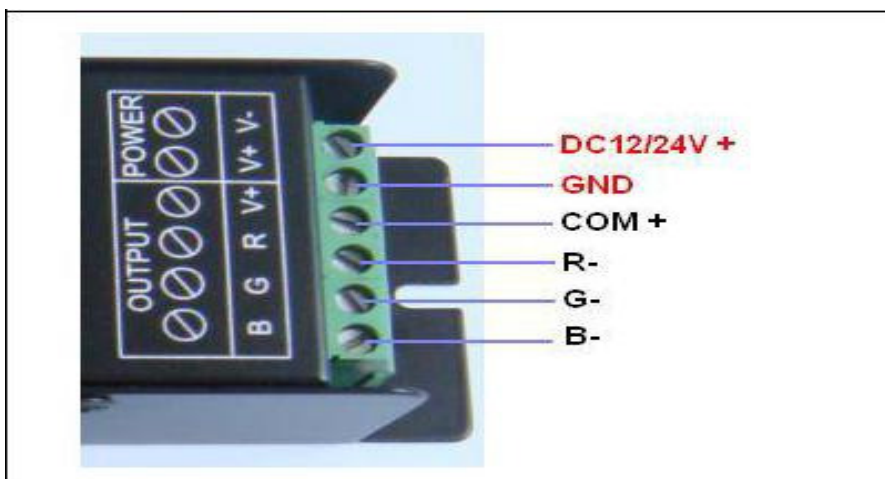 POWER
V+ V-
OUTPUT
B G R V+
DC12/24V +
GND
COM +
R-
G-
B-